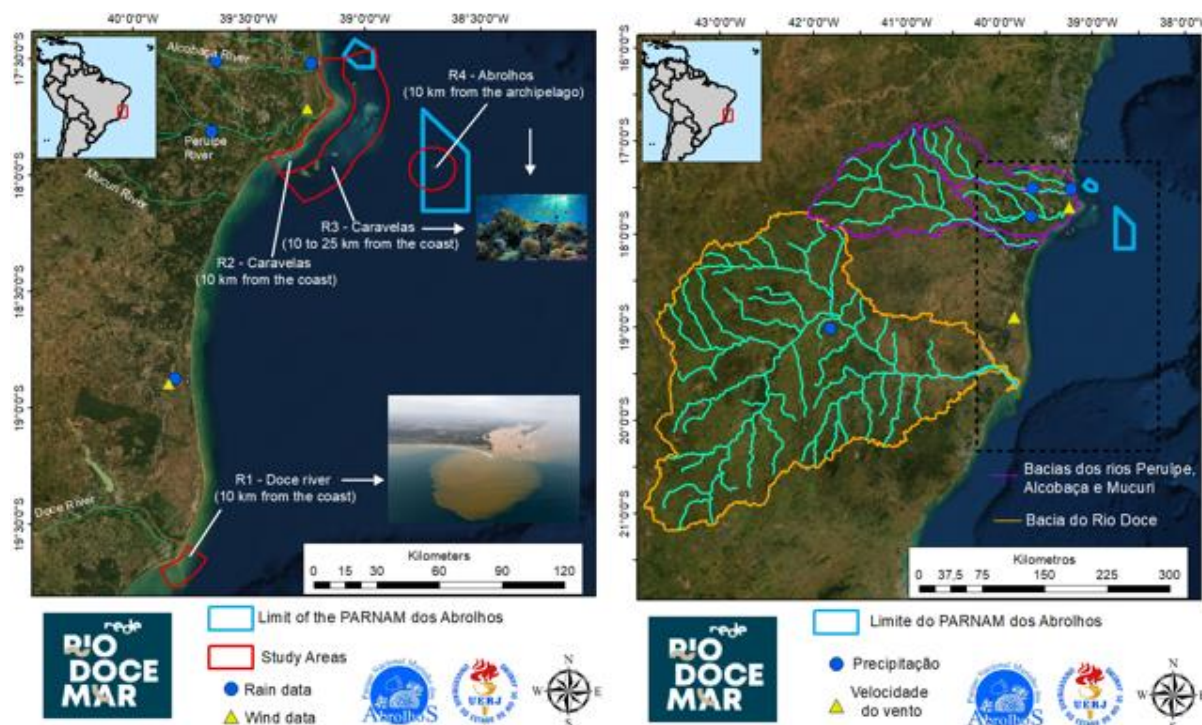 40°0'0"S
39°30'0"S
39°0'0"S
38°30'0"S
17°30'0"S
18°0'0"S
18°30'0"S
19°0'0"S
19°30'0"S
Alcobaça River
Peruipe
River
Mucuri River
Doce River
R4 - Abrolhos
(10 km from the archipelago)
R3 - Caravelas
(10 to 25 km from the coast)
R2 - Caravelas
(10 km from the coast)
R1 - Doce river
(10 km from the coast)
Kilometers
0 15 30 60 90 120
rede
RIO
DOCE
MAR
Limit of the PARNAM dos Abrolhos
Study Areas
Rain data
Wind data
ABROLHOS
UERJ
N
W
E
S
43°0'0"S
42°0'0"S
41°0'0"S
40°0'0"S
39°0'0"S
38°0'0"S
16°0'0"S
17°0'0"S
18°0'0"S
19°0'0"S
20°0'0"S
21°0'0"S
Bacias dos rios Peruípe,
Alcobaça e Mucuri
Bacia do Rio Doce
Kilometros
0 37,5 75 150 225 300
rede
RIO
DOCE
MAR
Limite do PARNAM dos Abrolhos
Precipitação
Velocidade
do vento
ABROLHOS
UERJ
N
W
E
S